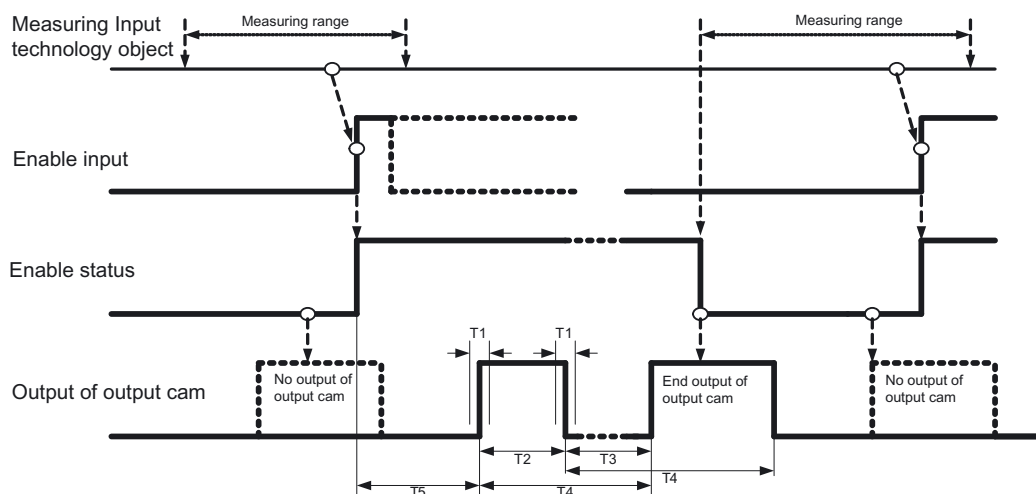 Measuring Input
technology object
Measuring range
Measuring range
Enable input
Enable status
T1
T1
Output of output cam
No output of
output cam
End output of
output cam
No output of
output cam
T2
T3
T4
T5
T4